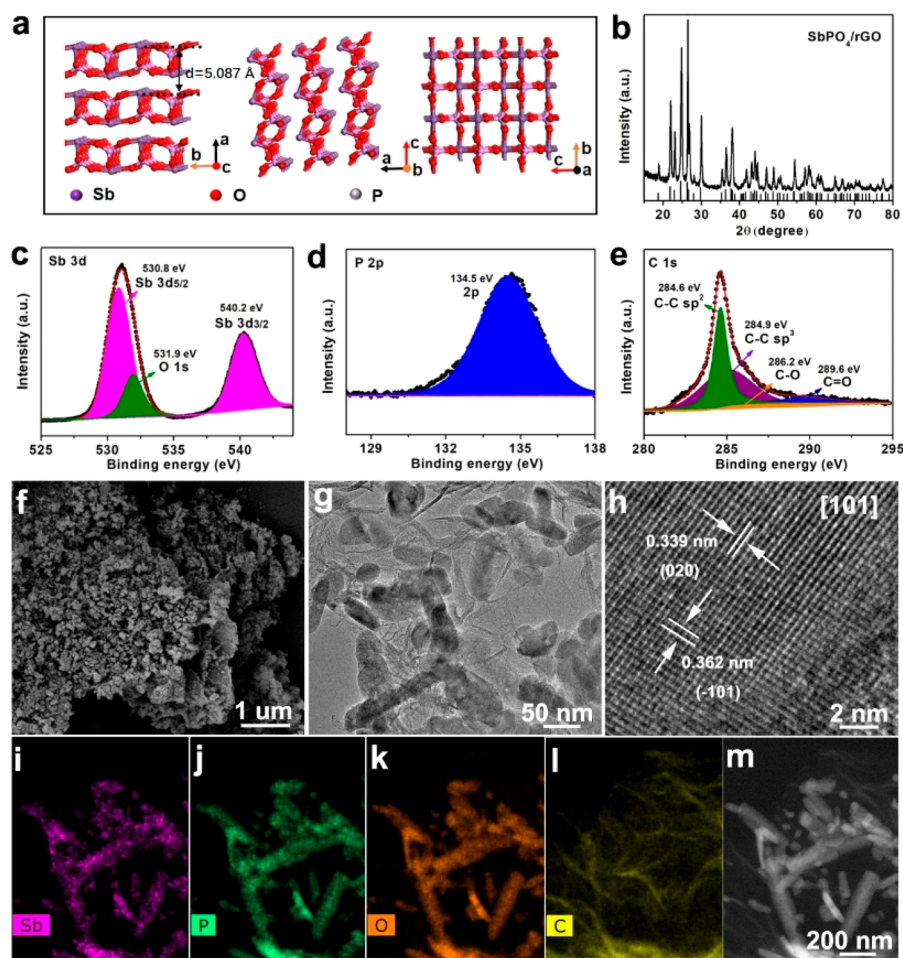 a
d=5.087 Å
b
a
c
a
c
b
c
b
a
Sb
O
P
b
SbPO4/rGO
Intensity (a.u.)
20
30
40
50
60
70
80
2θ (degree)
c
Sb 3d
530.8 eV
Sb 3d5/2
540.2 eV
Sb 3d3/2
531.9 eV
O 1s
Intensity (a.u.)
525
530
535
540
Binding energy (eV)
d
P 2p
134.5 eV
2p
Intensity (a.u.)
129
132
135
138
Binding energy (eV)
e
C 1s
284.6 eV
C-C sp2
284.9 eV
C-C sp3
286.2 eV
C-O
289.6 eV
C=O
Intensity (a.u.)
280
285
290
295
Binding energy (eV)
f
1 um
g
50 nm
h
[101]
0.339 nm
(020)
0.362 nm
(-101)
2 nm
i
Sb
j
P
k
O
l
C
m
200 nm